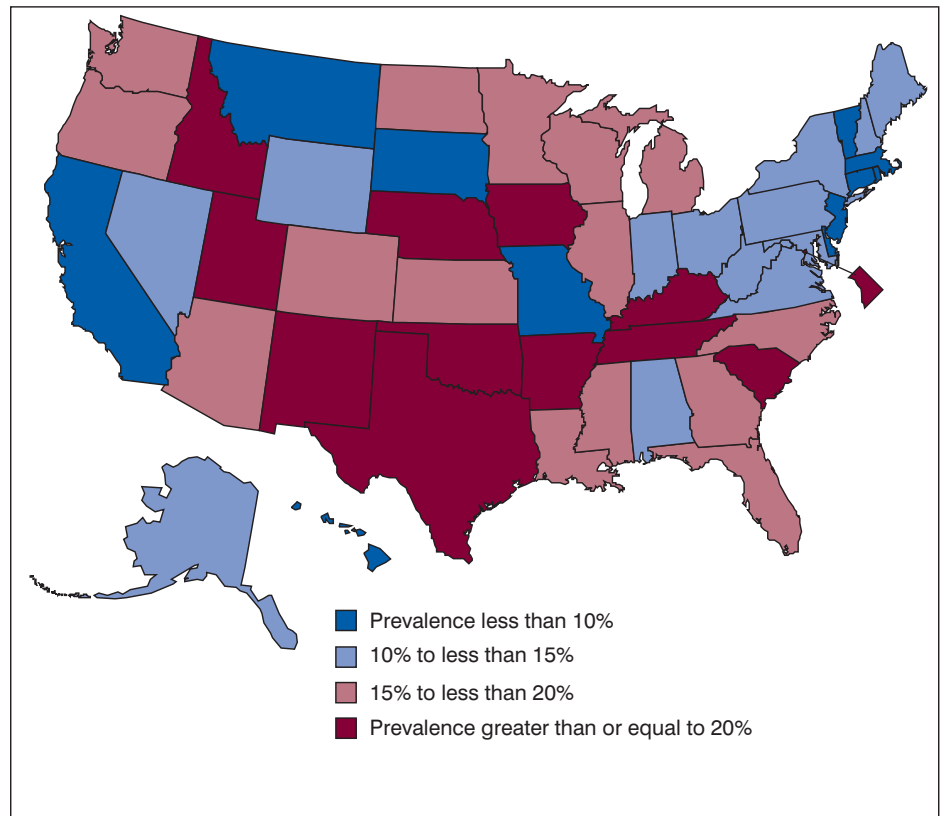 Prevalence less than 10%
10% to less than 15%
15% to less than 20%
Prevalence greater than or equal to 20%